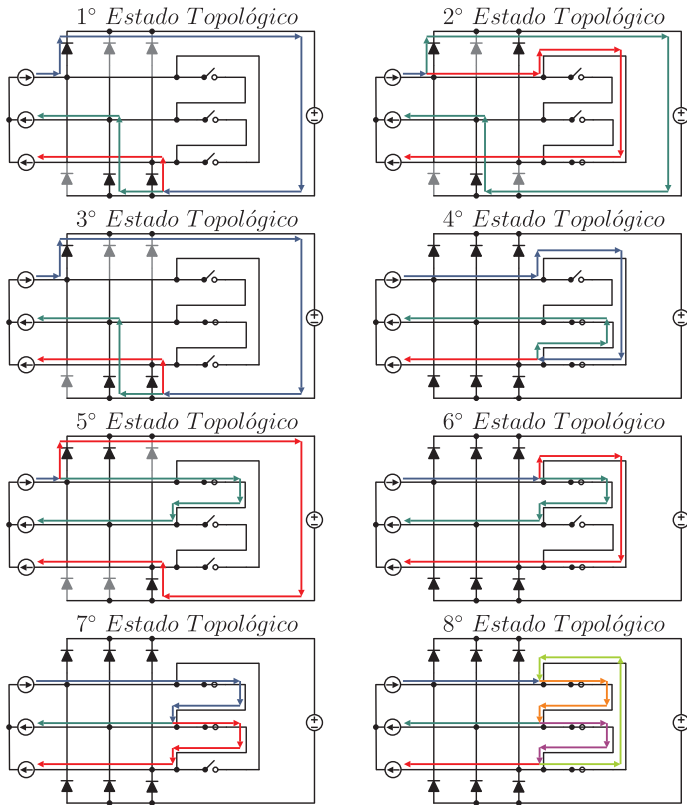 1° Estado Topológico
2° Estado Topológico
3° Estado Topológico
4° Estado Topológico
5° Estado Topológico
6° Estado Topológico
7° Estado Topológico
8° Estado Topológico